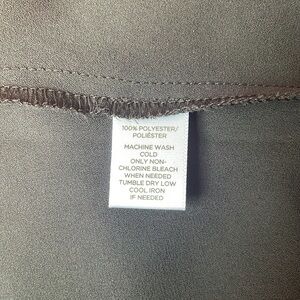 100% POLYESTER/
POLIÉSTER
MACHINE WASH
COLD
ONLY NON-
CHLORINE BLEACH
WHEN NEEDED
TUMBLE DRY LOW
COOL IRON
IF NEEDED